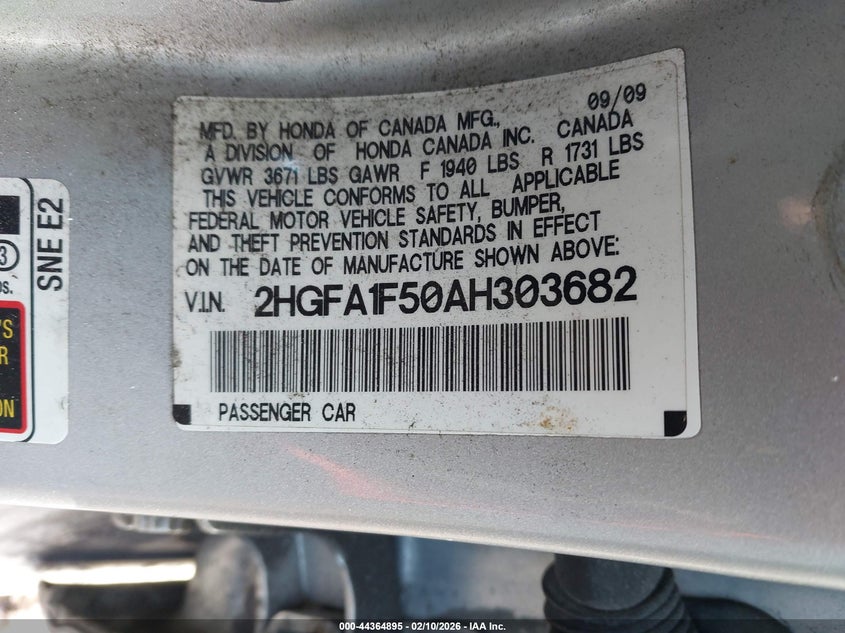 09/09
MFD. BY HONDA OF CANADA MFG.,
A DIVISION OF HONDA CANADA INC. CANADA
GVWR 3671 LBS GAWR F 1940 LBS R 1731 LBS
THIS VEHICLE CONFORMS TO ALL APPLICABLE
FEDERAL MOTOR VEHICLE SAFETY, BUMPER,
AND THEFT PREVENTION STANDARDS IN EFFECT
ON THE DATE OF MANUFACTURE SHOWN ABOVE:
V.I.N. 2HGFA1F50AH303682
PASSENGER CAR
SNE E2
3
000-44364895 - 02/10/2026 - IAA Inc.